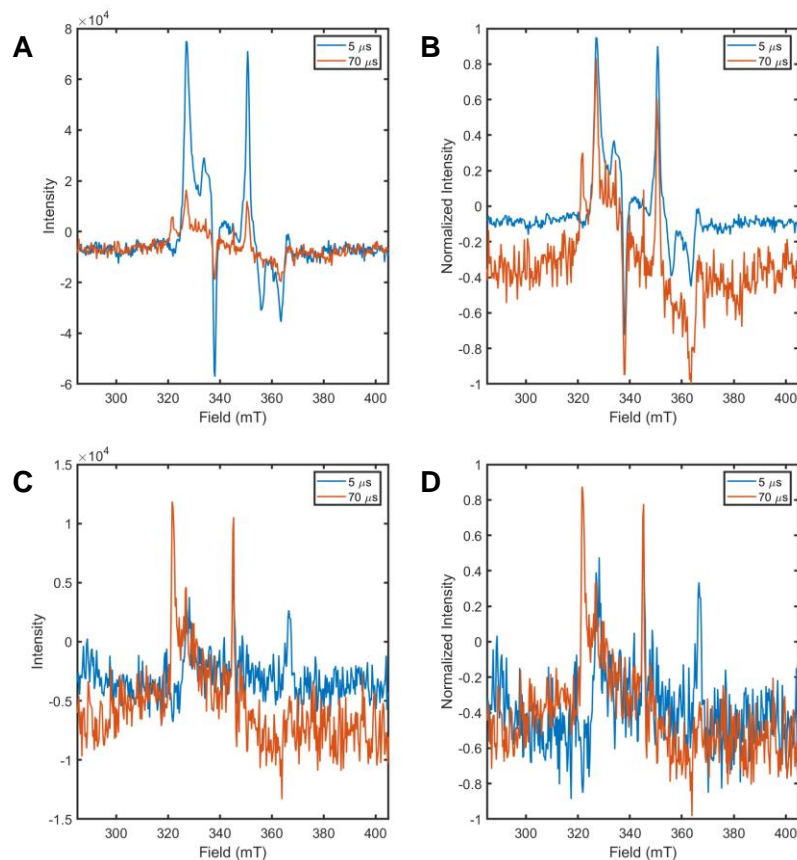 A
×10⁴
8
6
4
2
0
-2
-4
-6
Intensity
300 320 340 360 380 400
Field (mT)
5 μs
70 μs
B
1
0.8
0.6
0.4
0.2
0
-0.2
-0.4
-0.6
-0.8
-1
Normalized Intensity
300 320 340 360 380 400
Field (mT)
5 μs
70 μs
C
×10⁴
1.5
1
0.5
0
-0.5
-1
-1.5
Intensity
300 320 340 360 380 400
Field (mT)
5 μs
70 μs
D
1
0.8
0.6
0.4
0.2
0
-0.2
-0.4
-0.6
-0.8
-1
Normalized Intensity
300 320 340 360 380 400
Field (mT)
5 μs
70 μs